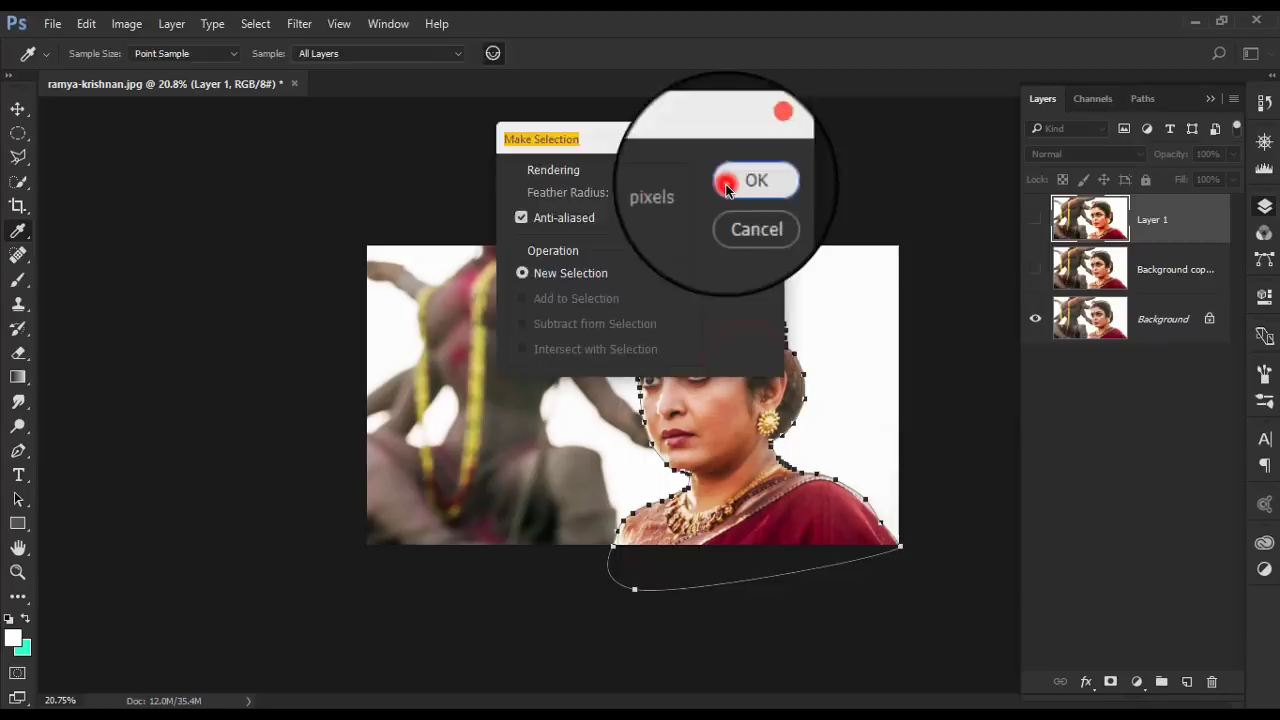 Ps File Edit Image Layer Type Select Filter View Window Help
Sample Size: Point Sample Sample: All Layers
ramya-krishnan.jpg @ 20.8% (Layer 1, RGB/8#) * ×
Make Selection
Rendering
Feather Radius: pixels
Anti-aliased
Operation
New Selection
Add to Selection
Subtract from Selection
Intersect with Selection
OK
Cancel
Layers Channels Paths
Kind
Normal Opacity: 100%
Lock: Fill: 100%
Layer 1
Background cop...
Background
20.75% Doc: 12.0M/35.4M